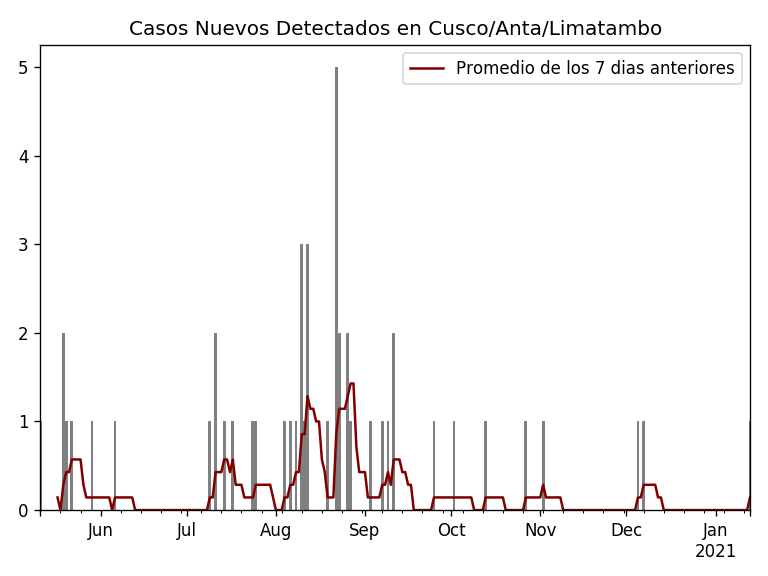 Casos Nuevos Detectados en Cusco/Anta/Limatambo
Promedio de los 7 dias anteriores
5
4
3
2
1
0
Jun Jul Aug Sep Oct Nov Dec Jan
2021